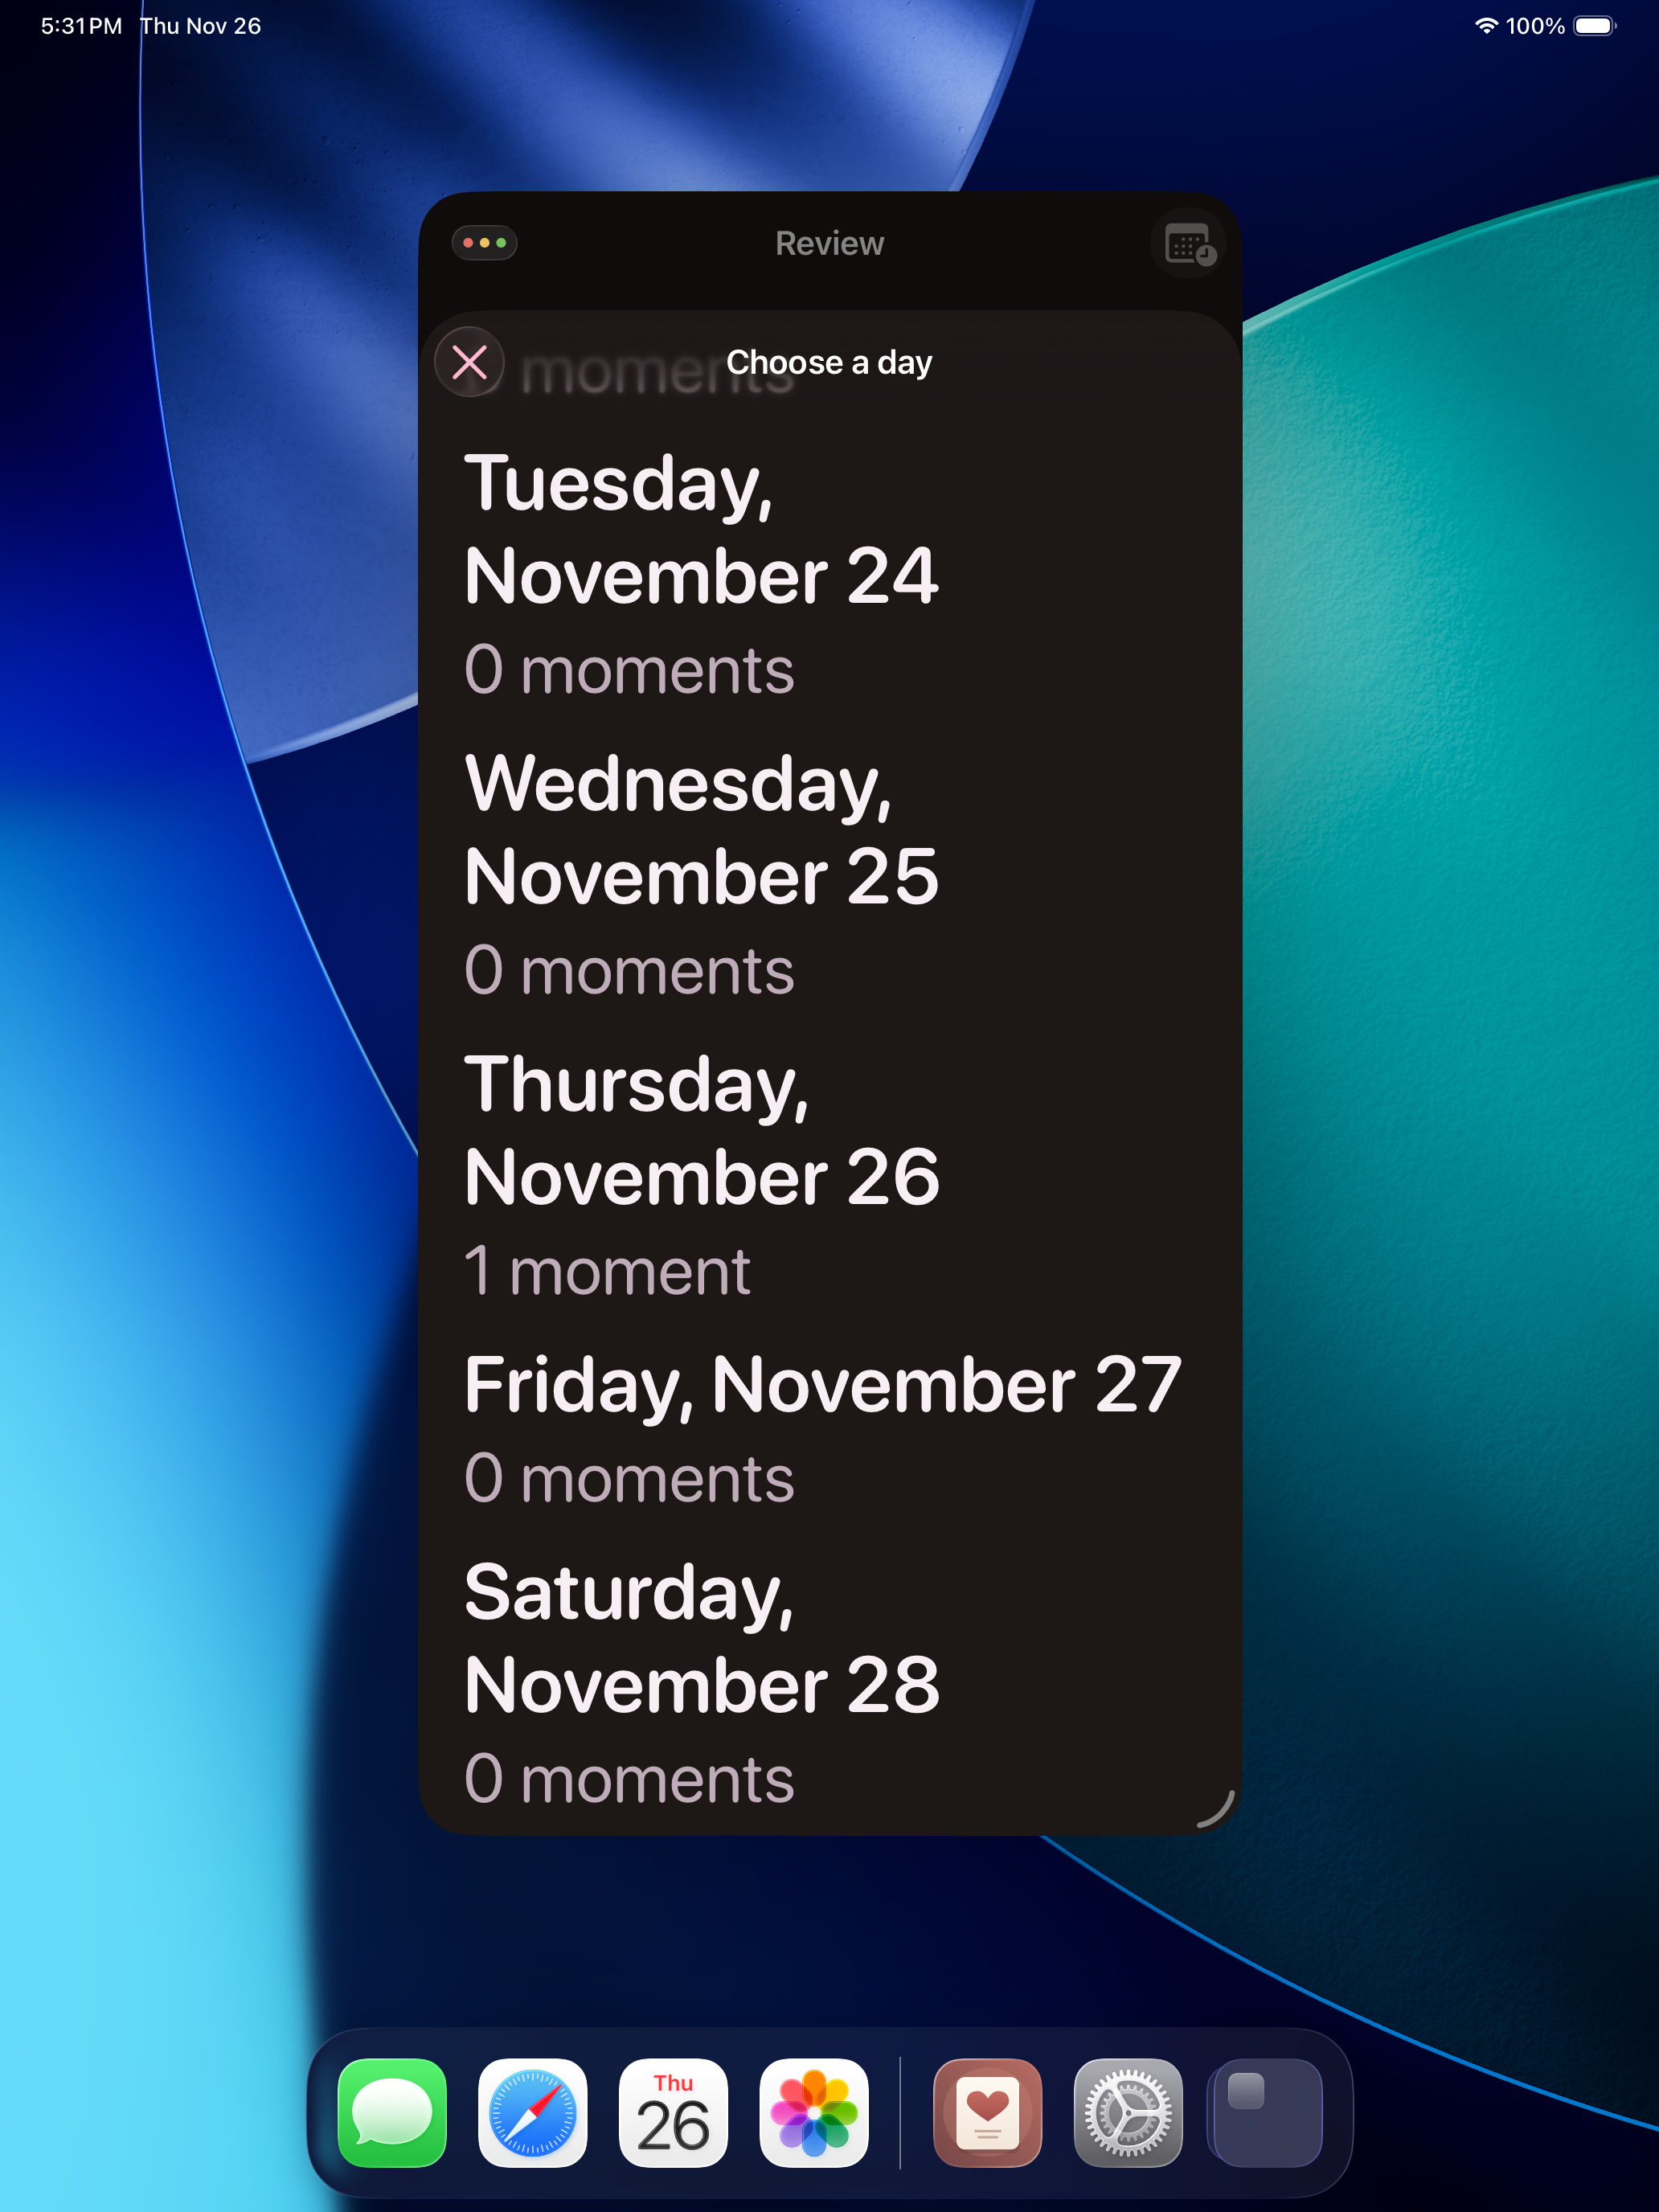 5:31 PM Thu Nov 26
100%
Review
Choose a day
moments
Tuesday,
November 24
0 moments
Wednesday,
November 25
0 moments
Thursday,
November 26
1 moment
Friday, November 27
0 moments
Saturday,
November 28
0 moments
Thu
26